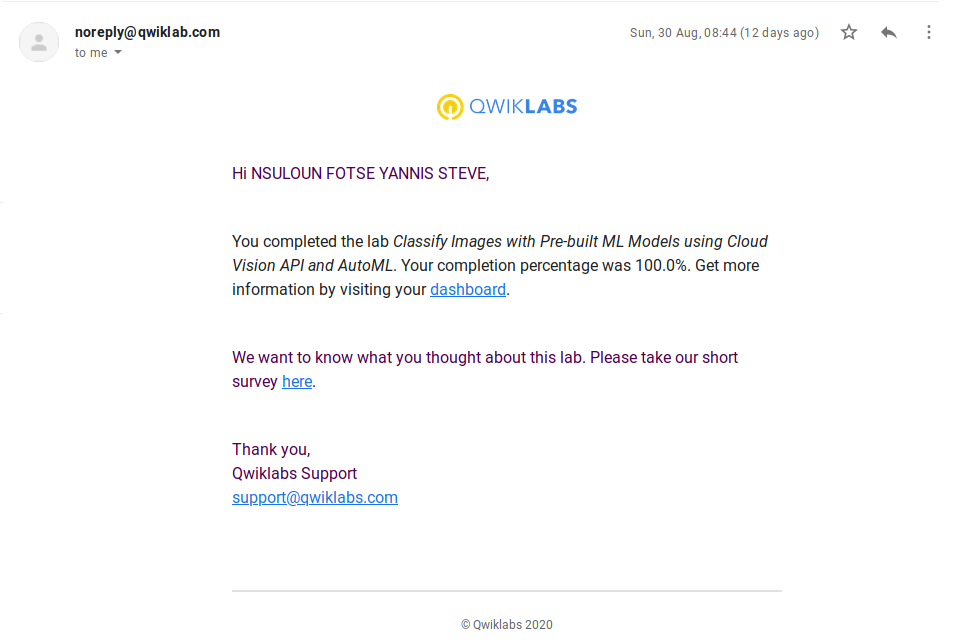 noreply@qwiklab.com
Sun, 30 Aug, 08:44 (12 days ago)
to me
QWIKLABS
Hi NSULOUN FOTSE YANNIS STEVE,
You completed the lab Classify Images with Pre-built ML Models using Cloud
Vision API and AutoML. Your completion percentage was 100.0%. Get more
information by visiting your dashboard.
We want to know what you thought about this lab. Please take our short
survey here.
Thank you,
Qwiklabs Support
support@qwiklabs.com
© Qwiklabs 2020